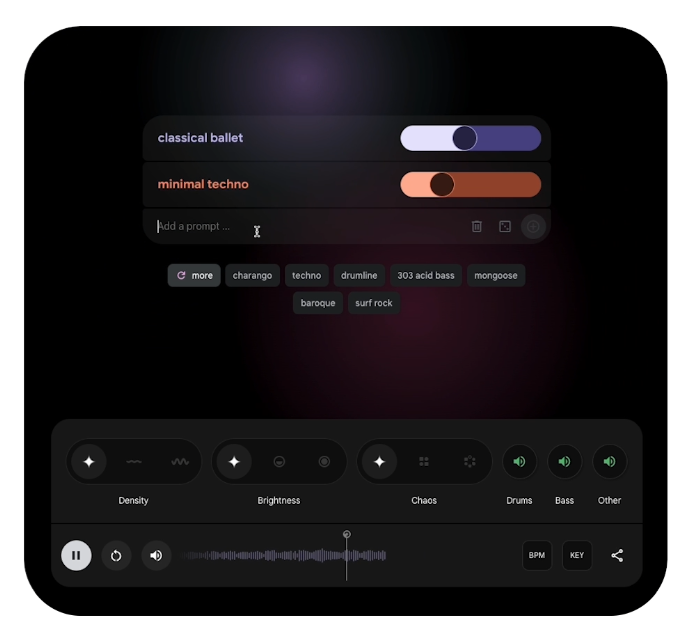 classical ballet
minimal techno
Add a prompt ...
more charango techno drumline 303 acid bass mongoose
baroque surf rock
Density Brightness Chaos Drums Bass Other
BPM KEY